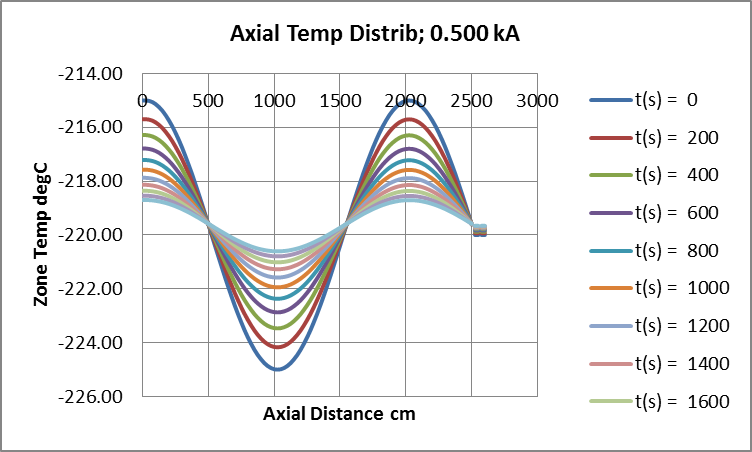 Axial Temp Distrib; 0.500 kA
Zone Temp degC
-214.00
-216.00
-218.00
-220.00
-222.00
-224.00
-226.00
0 500 1000 1500 2000 2500 3000
Axial Distance cm
t(s) = 0
t(s) = 200
t(s) = 400
t(s) = 600
t(s) = 800
t(s) = 1000
t(s) = 1200
t(s) = 1400
t(s) = 1600